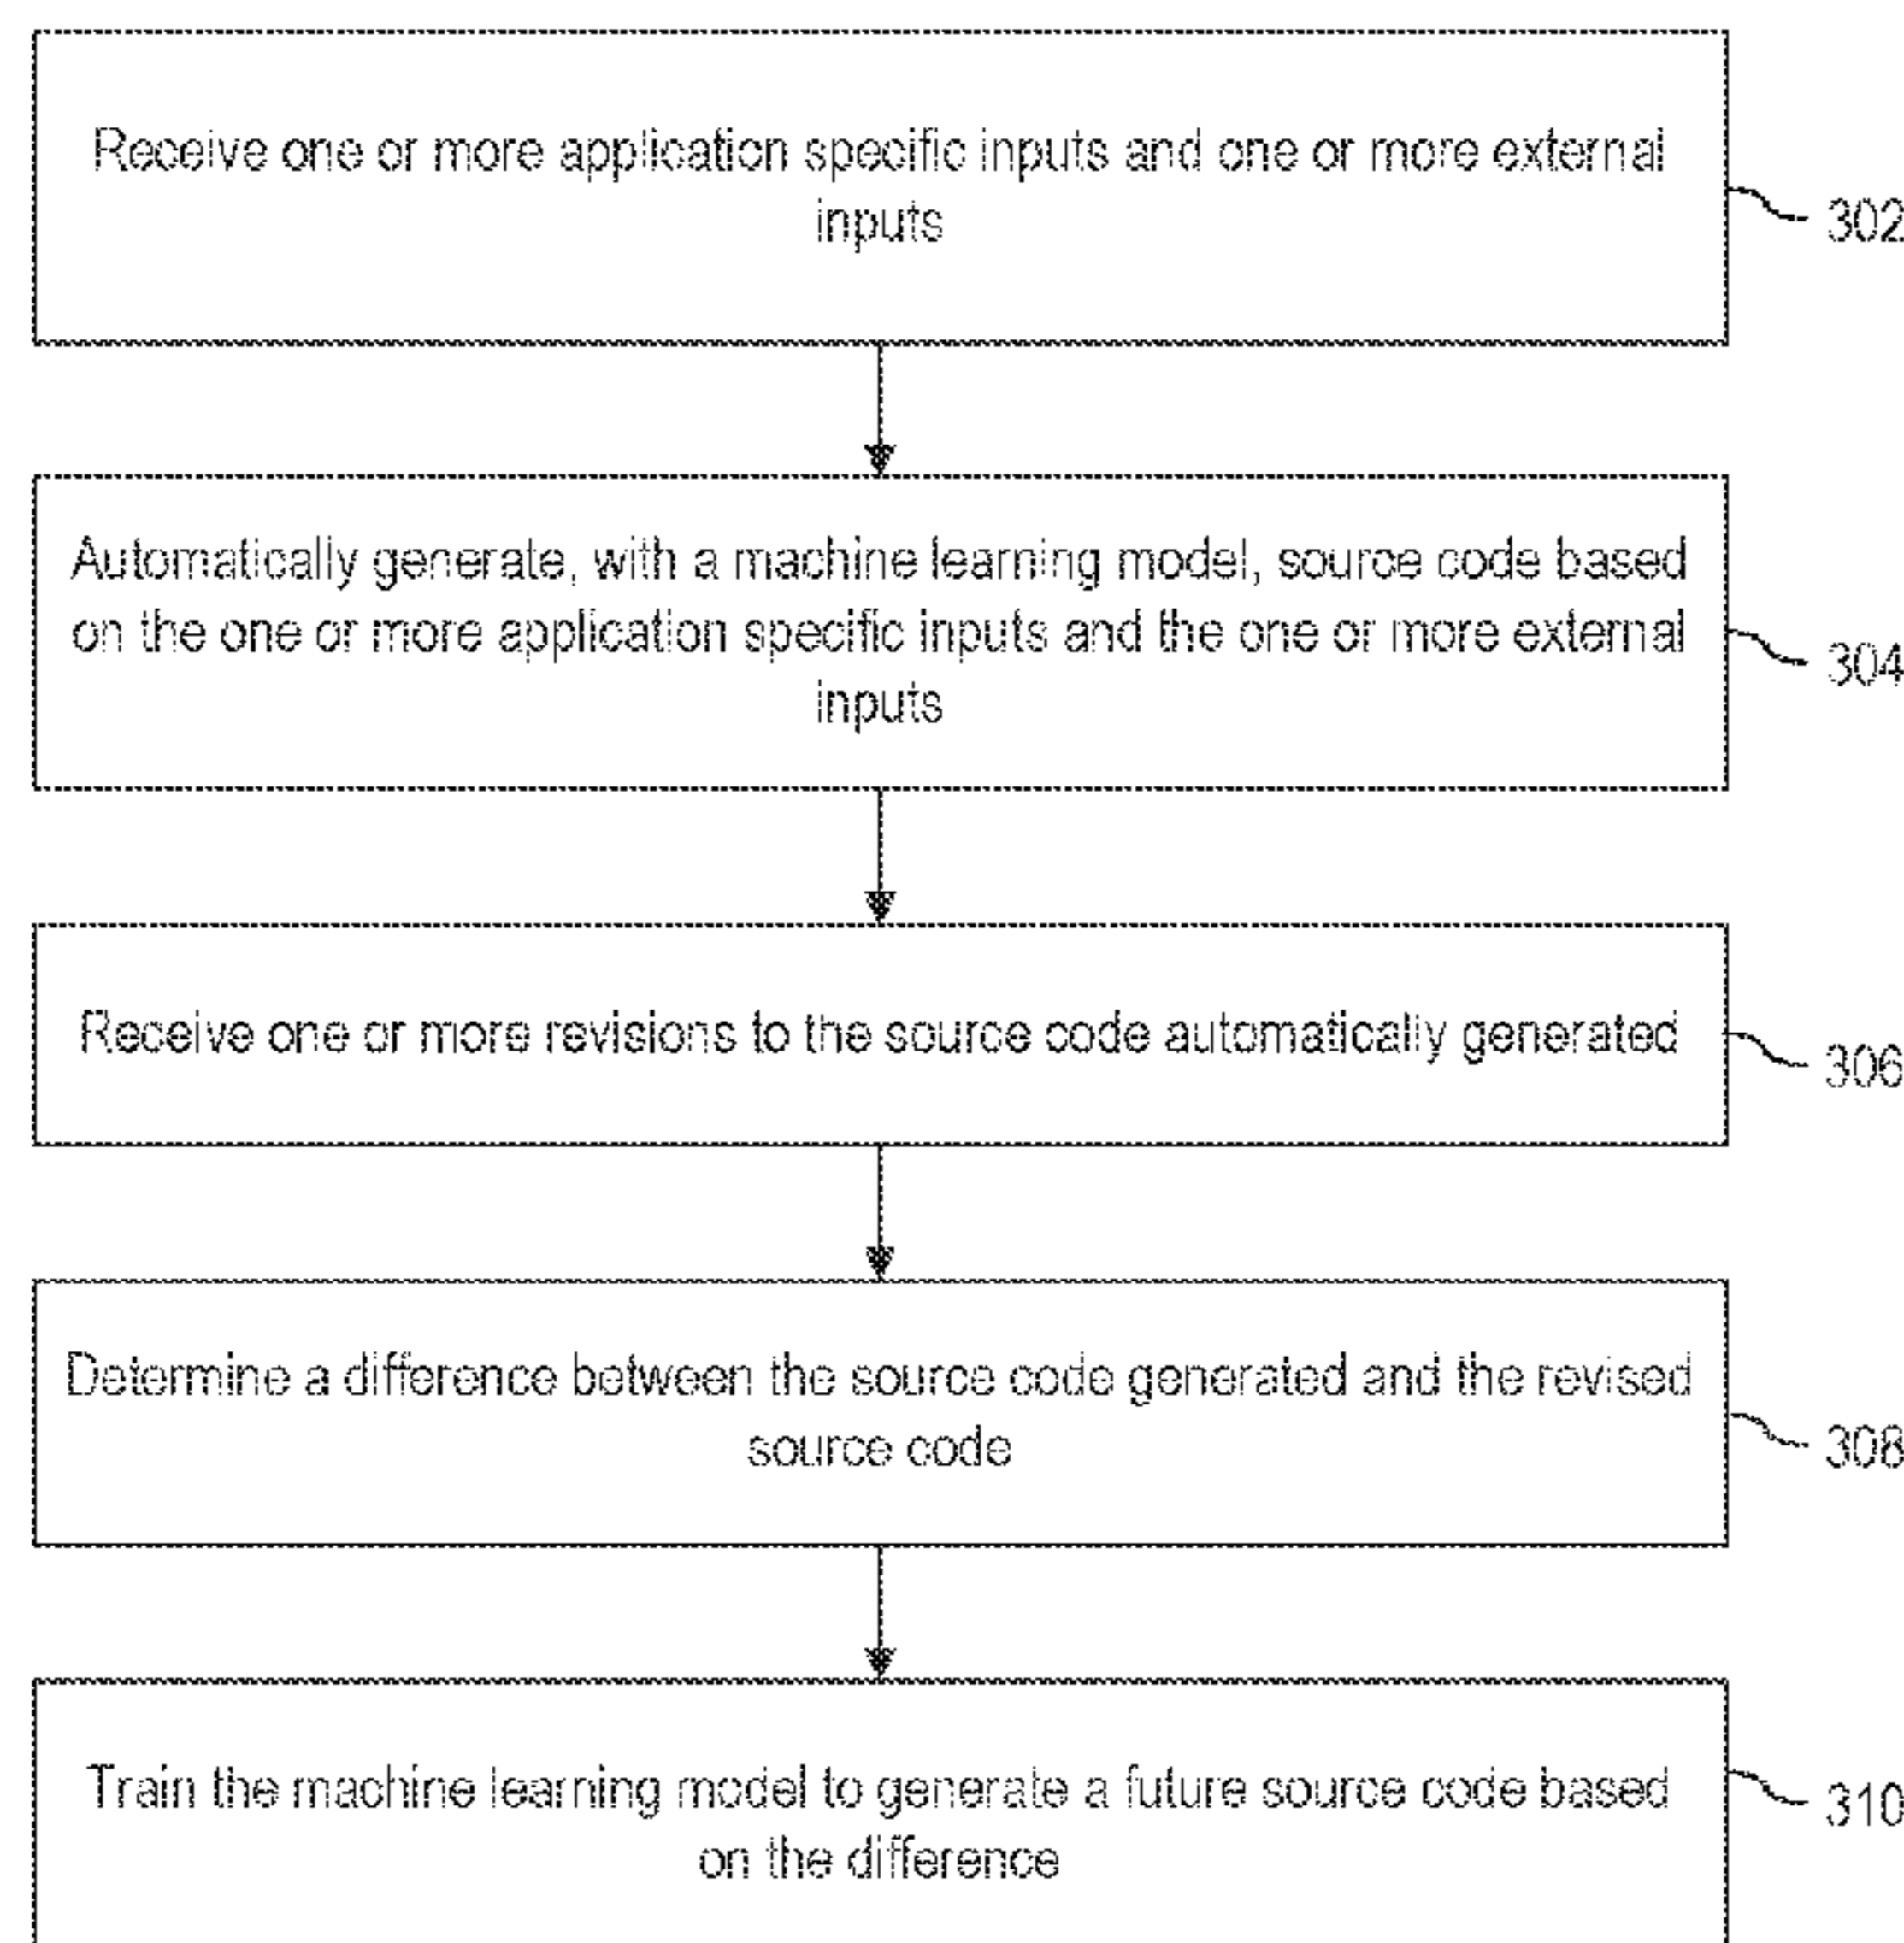 Receive one or more application specific inputs and one or more external
inputs
302
Automatically generate, with a machine learning model, source code based
on the one or more application specific inputs and the one or more external
inputs
304
Receive one or more revisions to the source code automatically generated
306
Determine a difference between the source code generated and the revised
source code
308
Train the machine learning model to generate a future source code based
on the difference
310